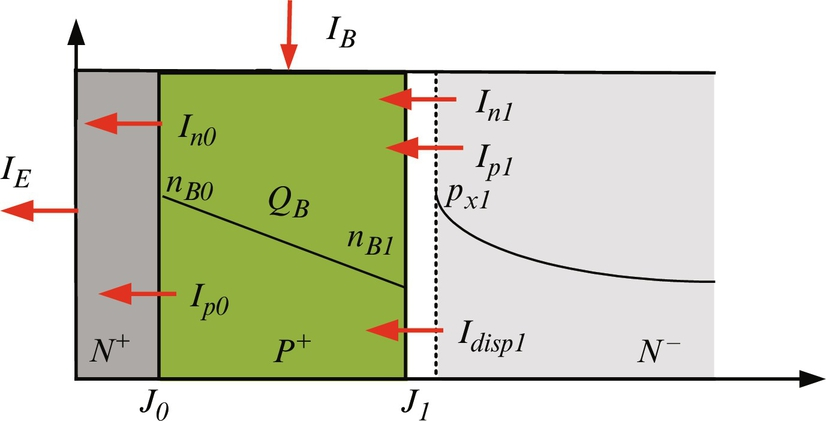 I_B
I_n1
I_n0
I_p1
I_E
n_B0
Q_B
p_x1
n_B1
I_p0
I_disp1
N⁺
P⁺
N⁻
J_0
J_1